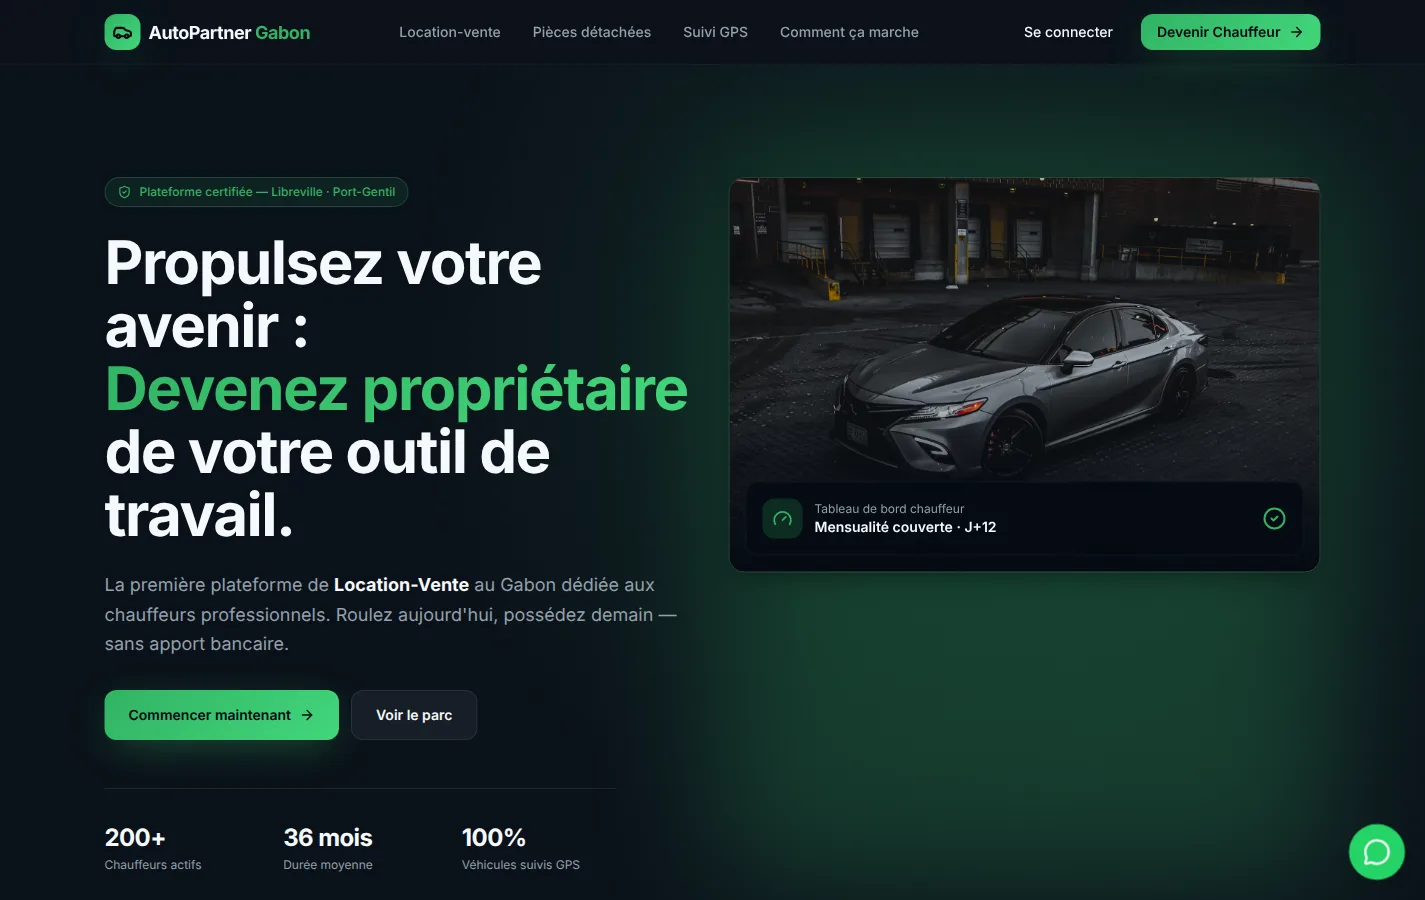 AutoPartner Gabon
Location-vente
Pièces détachées
Suivi GPS
Comment ça marche
Se connecter
Devenir Chauffeur
Plateforme certifiée — Libreville · Port-Gentil
Propulsez votre
avenir :
Devenez propriétaire
de votre outil de
travail.
La première plateforme de Location-Vente au Gabon dédiée aux
chauffeurs professionnels. Roulez aujourd'hui, possédez demain —
sans apport bancaire.
Commencer maintenant
Voir le parc
200+
Chauffeurs actifs
36 mois
Durée moyenne
100%
Véhicules suivis GPS
Tableau de bord chauffeur
Mensualité couverte · J+12